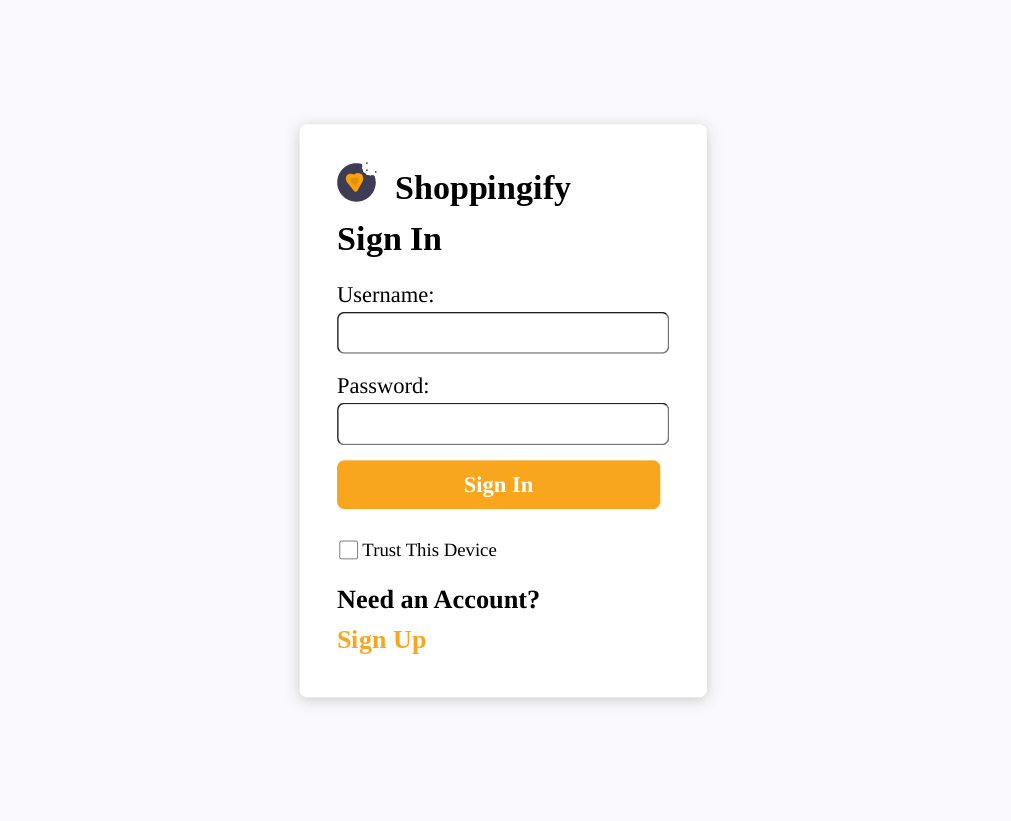 Shoppingify
Sign In
Username:
Password:
Sign In
Trust This Device
Need an Account?
Sign Up